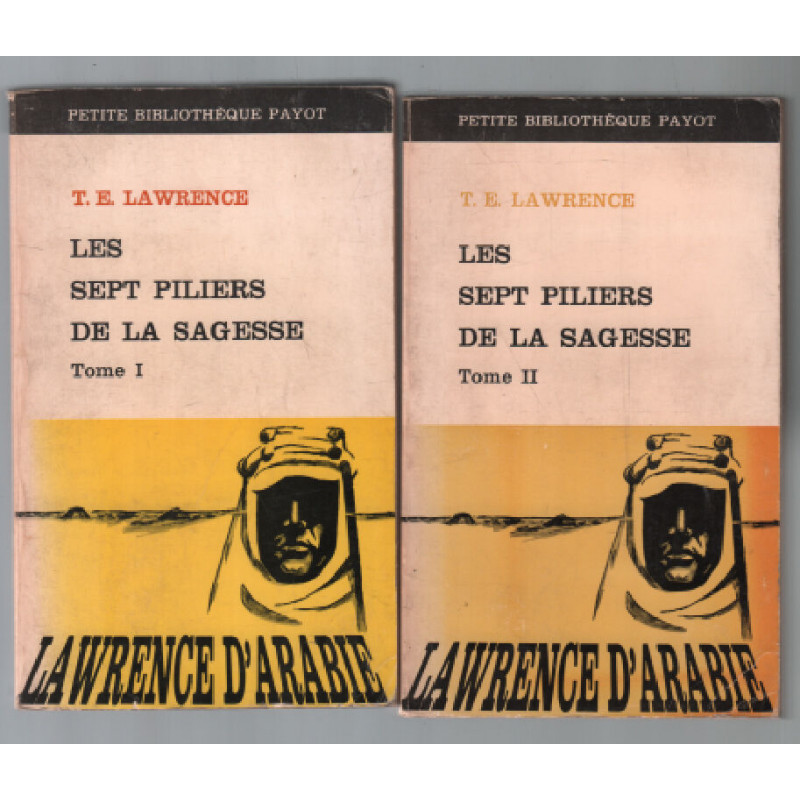 PETITE BIBLIOTHÈQUE PAYOT
T. E. LAWRENCE
LES
SEPT PILIERS
DE LA SAGESSE
Tome I
LAWRENCE D'ARABIE
PETITE BIBLIOTHÈQUE PAYOT
T. E. LAWRENCE
LES
SEPT PILIERS
DE LA SAGESSE
Tome II
LAWRENCE D'ARABIE